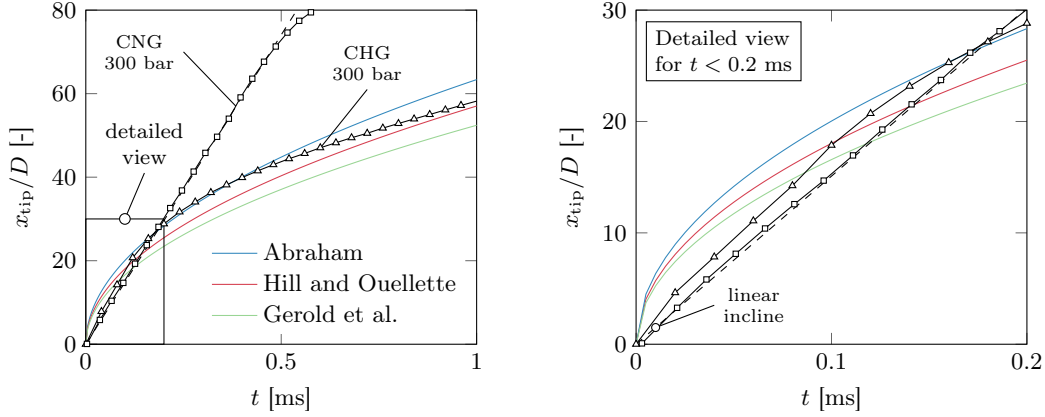 80
60
40
20
0
0
0.5
1
x_tip/D [-]
t [ms]
CNG
300 bar
CHG
300 bar
detailed
view
Abraham
Hill and Ouellette
Gerold et al.
30
20
10
0
0
0.1
0.2
x_tip/D [-]
t [ms]
Detailed view
for t < 0.2 ms
linear
incline